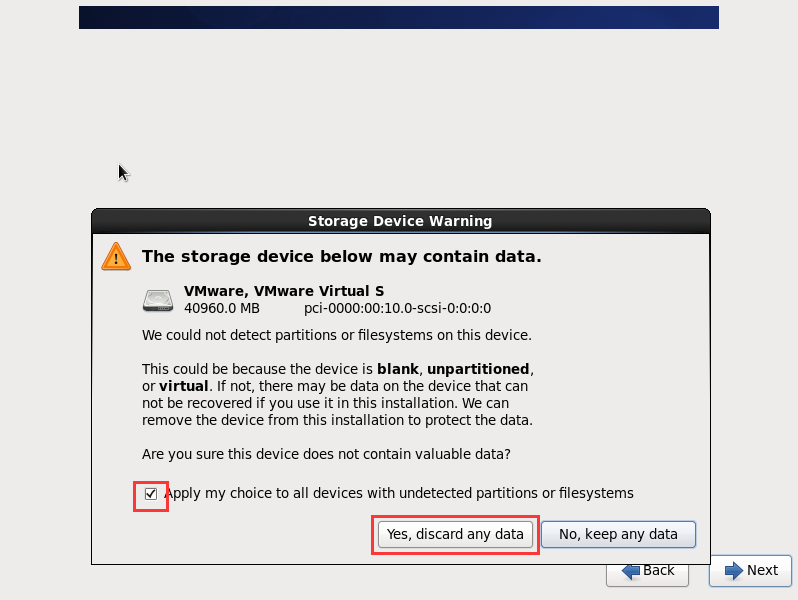 Storage Device Warning
The storage device below may contain data.
VMware, VMware Virtual S
40960.0 MB pci-0000:00:10.0-scsi-0:0:0:0
We could not detect partitions or filesystems on this device.
This could be because the device is blank, unpartitioned,
or virtual. If not, there may be data on the device that can
not be recovered if you use it in this installation. We can
remove the device from this installation to protect the data.
Are you sure this device does not contain valuable data?
Apply my choice to all devices with undetected partitions or filesystems
Yes, discard any data No, keep any data
Back Next